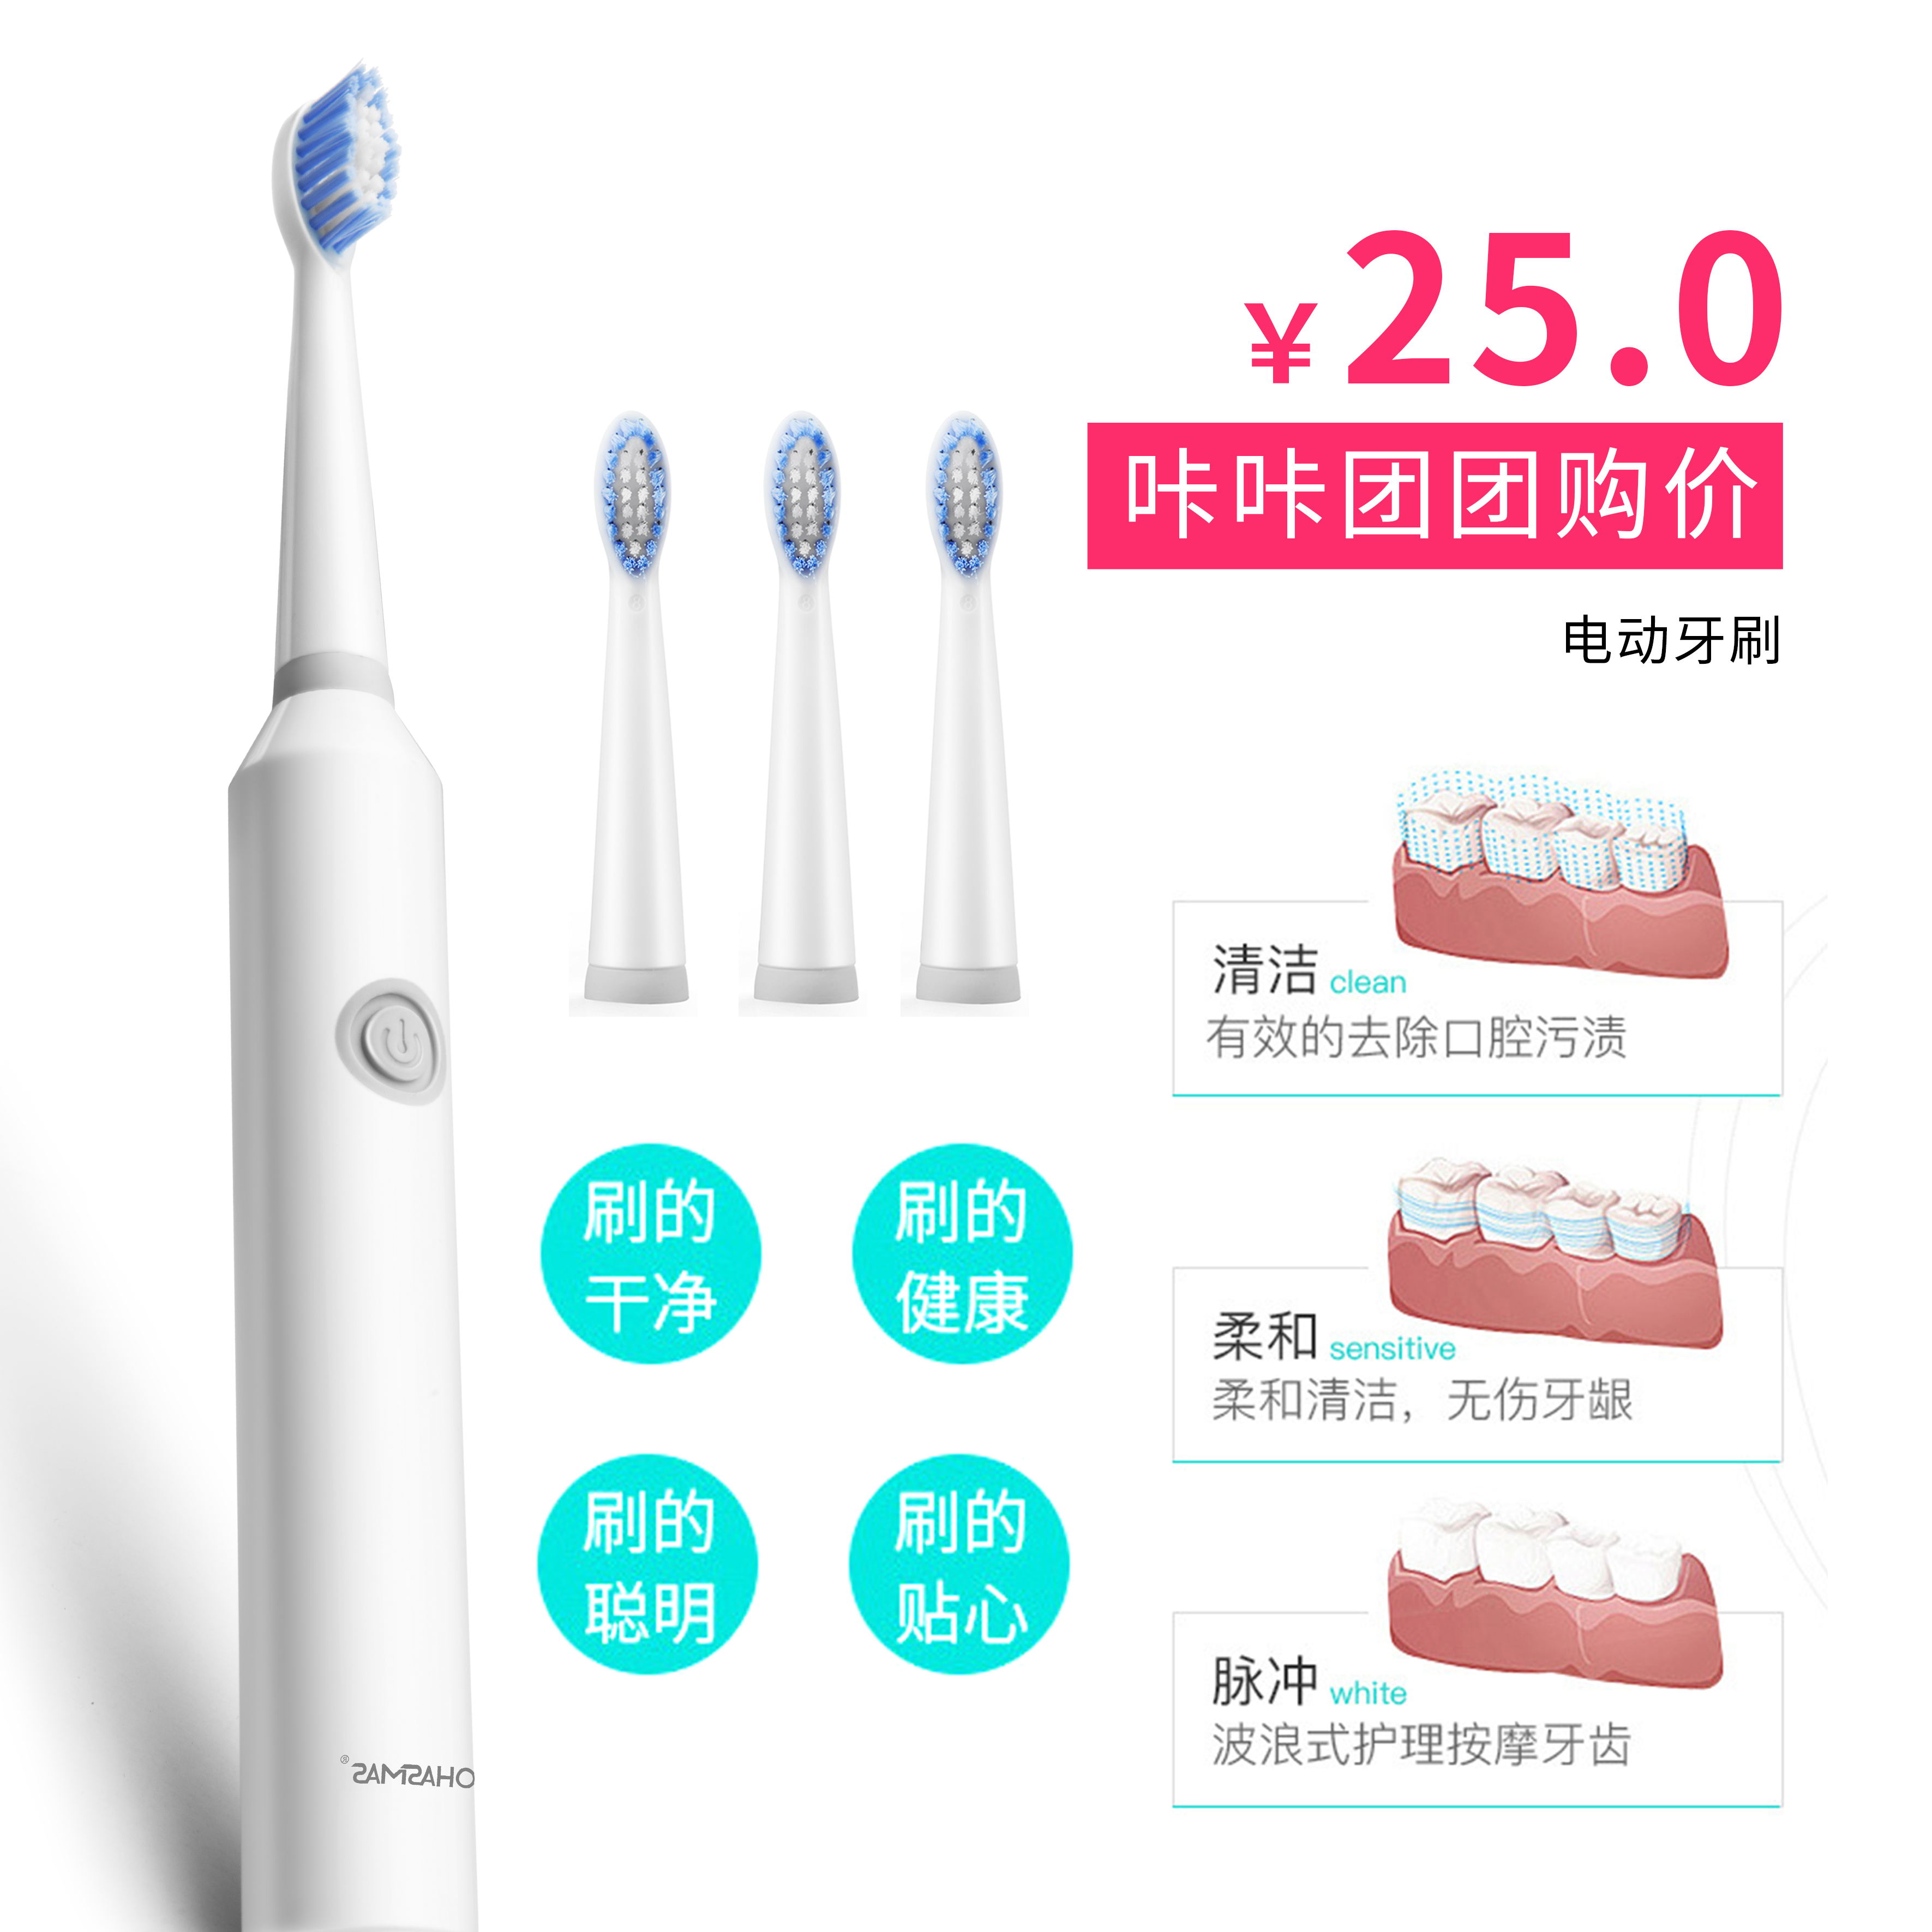 ¥25.0
咔咔团团购价
电动牙刷
清洁 clean
有效的去除口腔污渍
刷的
干净
刷的
健康
柔和 sensitive
柔和清洁，无伤牙龈
刷的
聪明
刷的
贴心
脉冲 white
波浪式护理按摩牙齿